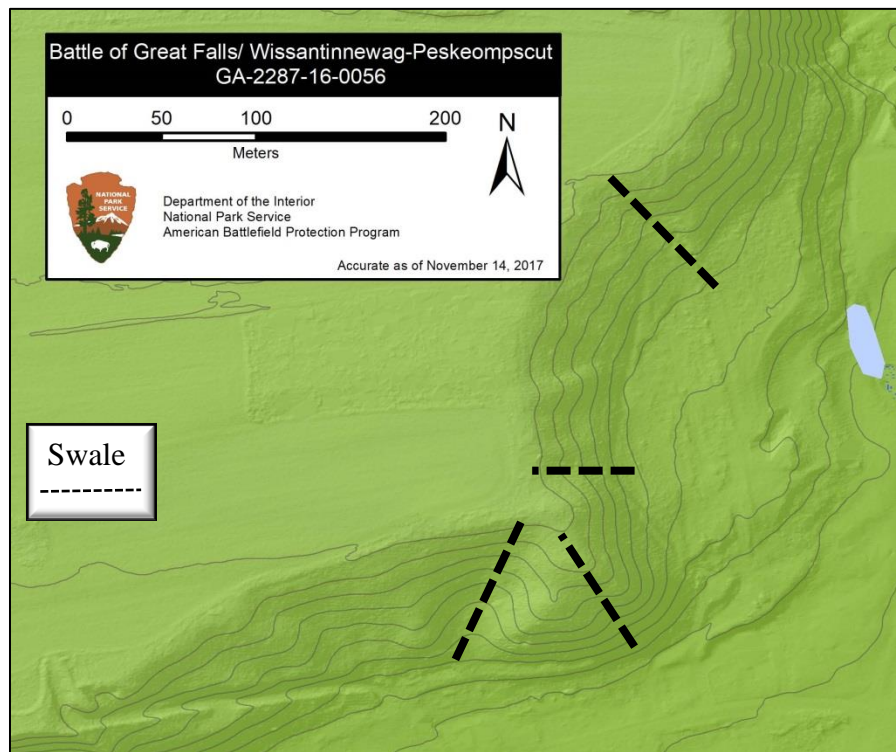 Battle of Great Falls/ Wissantinnewag-Peskeompscut
GA-2287-16-0056
0 50 100 200
Meters
N
NATIONAL
PARK
SERVICE
Department of the Interior
National Park Service
American Battlefield Protection Program
Accurate as of November 14, 2017
Swale